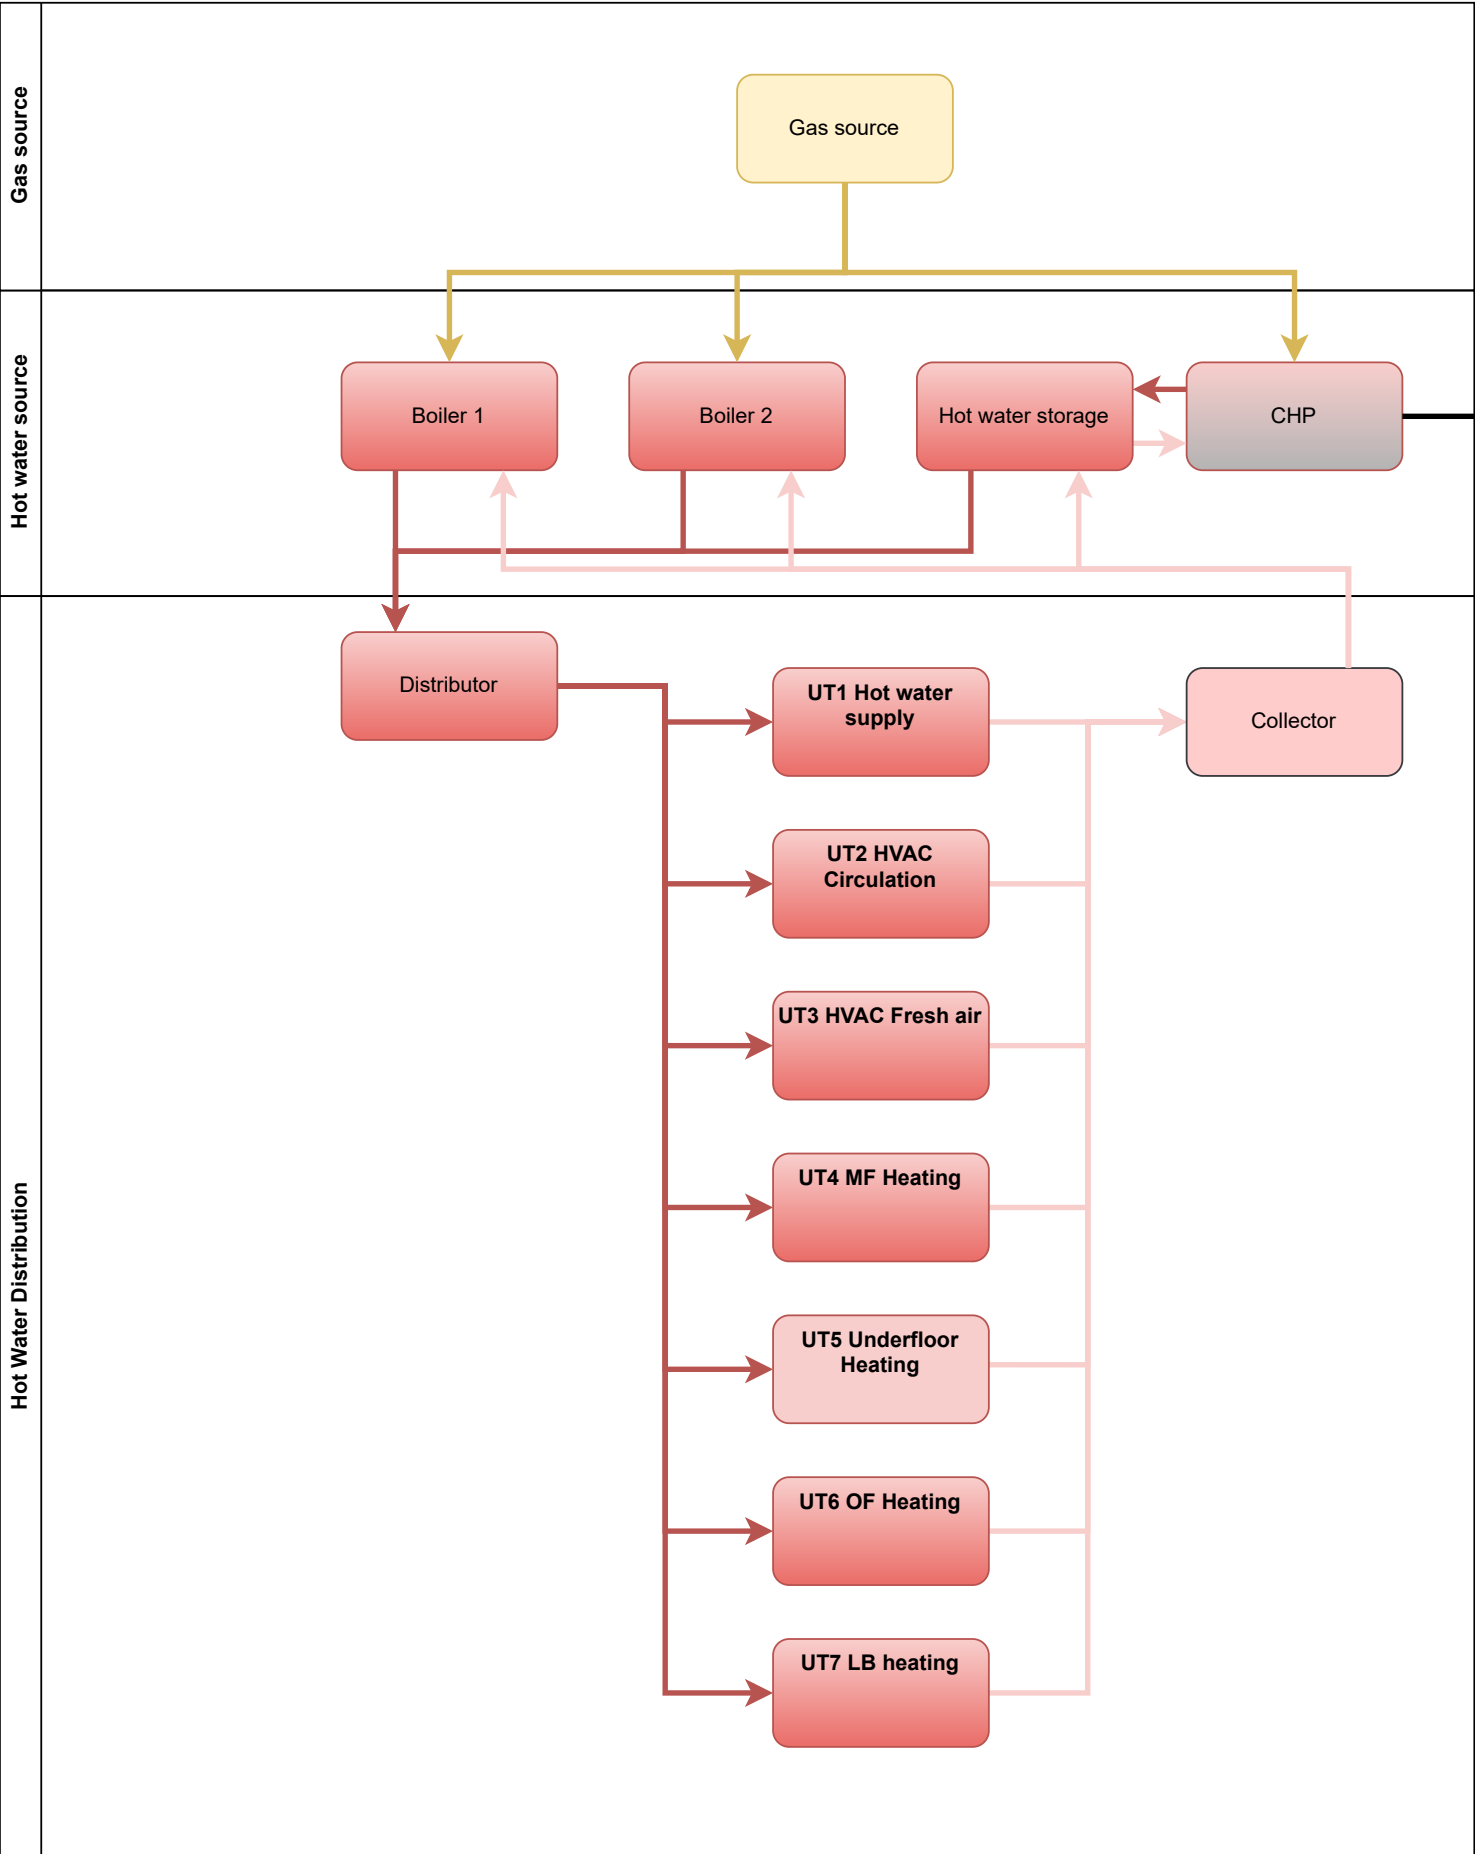 Gas source
Gas source
Hot water source
Boiler 1
Boiler 2
Hot water storage
CHP
Hot Water Distribution
Distributor
UT1 Hot water
supply
Collector
UT2 HVAC
Circulation
UT3 HVAC Fresh air
UT4 MF Heating
UT5 Underfloor
Heating
UT6 OF Heating
UT7 LB heating